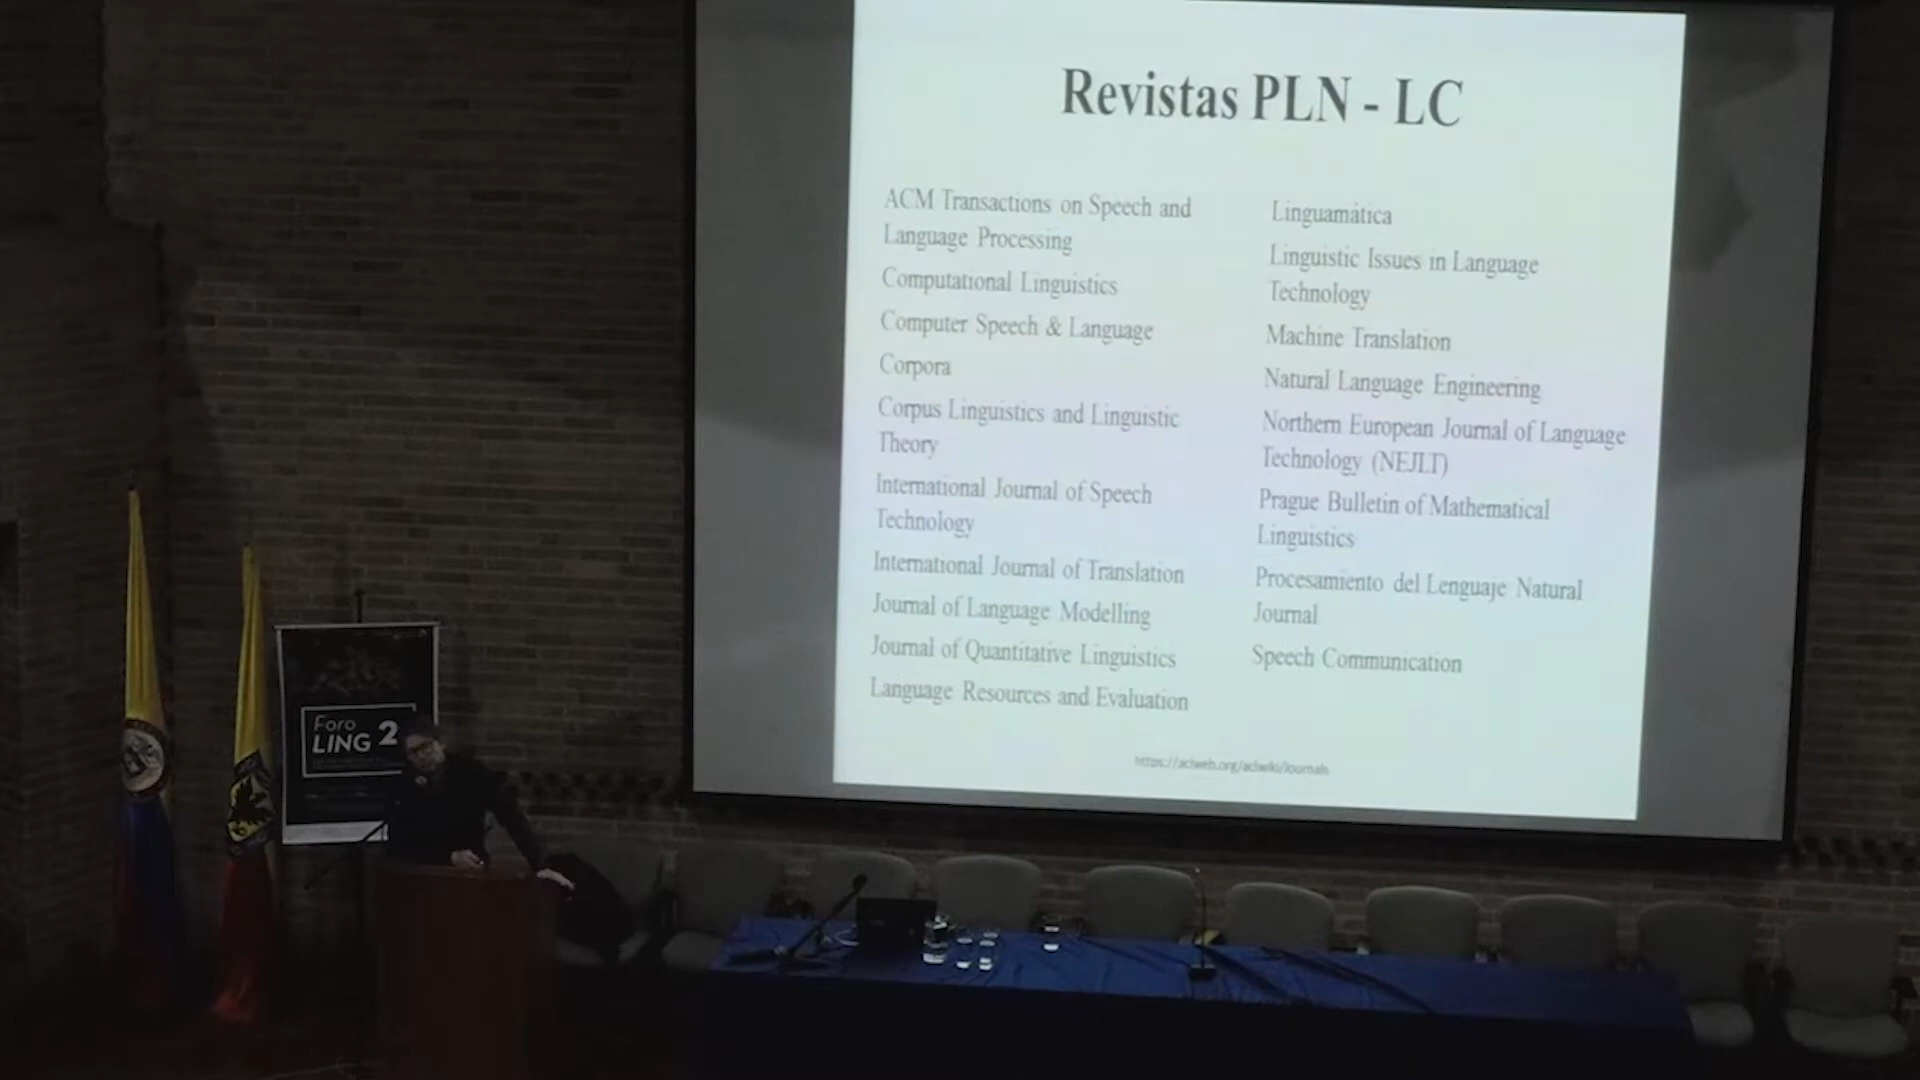 Revistas PLN - LC
ACM Transactions on Speech and
Language Processing
Computational Linguistics
Computer Speech & Language
Corpora
Corpus Linguistics and Linguistic
Theory
International Journal of Speech
Technology
International Journal of Translation
Journal of Language Modelling
Journal of Quantitative Linguistics
Language Resources and Evaluation
Linguamática
Linguistic Issues in Language
Technology
Machine Translation
Natural Language Engineering
Northern European Journal of Language
Technology (NEJLT)
Prague Bulletin of Mathematical
Linguistics
Procesamiento del Lenguaje Natural
Journal
Speech Communication
https://aclweb.org/aclwiki/Journals
Foro
LING 2